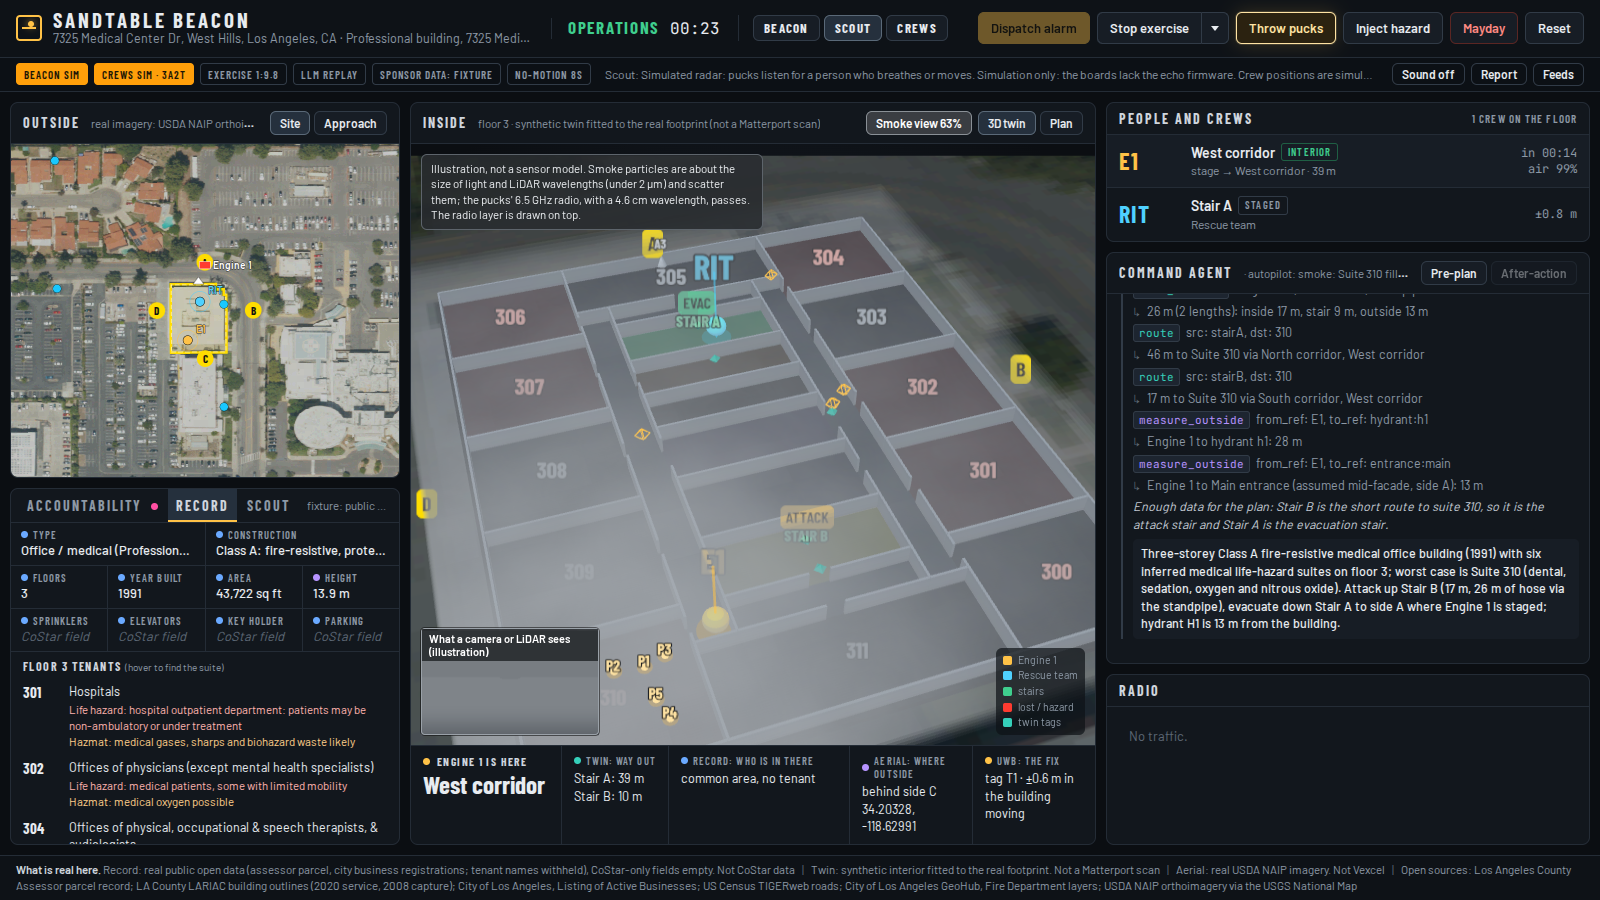 SANDTABLE BEACON
7325 Medical Center Dr, West Hills, Los Angeles, CA · Professional building, 7325 Medi...
OPERATIONS 00:23
BEACON
SCOUT
CREWS
Dispatch alarm
Stop exercise
Throw pucks
Inject hazard
Mayday
Reset
BEACON SIM
CREWS SIM · 3A2T
EXERCISE 1:9.8
LLM REPLAY
SPONSOR DATA: FIXTURE
NO-MOTION 8S
Scout: Simulated radar: pucks listen for a person who breathes or moves. Simulation only: the boards lack the echo firmware. Crew positions are simul...
Sound off
Report
Feeds
OUTSIDE
real imagery: USDA NAIP orthoi...
Site
Approach
Engine 1
RIT
D
B
E1
C
ACCOUNTABILITY
RECORD
SCOUT
fixture: public ...
TYPE
Office / medical (Profession...
CONSTRUCTION
Class A: fire-resistive, prote...
FLOORS
3
YEAR BUILT
1991
AREA
43,722 sq ft
HEIGHT
13.9 m
SPRINKLERS
CoStar field
ELEVATORS
CoStar field
KEY HOLDER
CoStar field
PARKING
CoStar field
FLOOR 3 TENANTS (hover to find the suite)
301
Hospitals
Life hazard: hospital outpatient department: patients may be
non-ambulatory or under treatment
Hazmat: medical gases, sharps and biohazard waste likely
302
Offices of physicians (except mental health specialists)
Life hazard: medical patients, some with limited mobility
Hazmat: medical oxygen possible
304
Offices of physical, occupational & speech therapists, &
audiologists
INSIDE
floor 3 · synthetic twin fitted to the real footprint (not a Matterport scan)
Smoke view 63%
3D twin
Plan
Illustration, not a sensor model. Smoke particles are about the
size of light and LiDAR wavelengths (under 2 µm) and scatter
them; the pucks' 6.5 GHz radio, with a 4.6 cm wavelength, passes.
The radio layer is drawn on top.
A
A3
305
RIT
304
EVAC
STAIR A
306
303
307
302
B
308
301
D
ATTACK
STAIR B
E1
309
300
311
310
P2
P1
P3
P5
P4
What a camera or LiDAR sees
(illustration)
Engine 1
Rescue team
stairs
lost / hazard
twin tags
ENGINE 1 IS HERE
West corridor
TWIN: WAY OUT
Stair A: 39 m
Stair B: 10 m
RECORD: WHO IS IN THERE
common area, no tenant
AERIAL: WHERE
OUTSIDE
behind side C
34.20328,
-118.62991
UWB: THE FIX
tag T1 · ±0.6 m in
the building
moving
PEOPLE AND CREWS
1 CREW ON THE FLOOR
E1
West corridor
INTERIOR
stage → West corridor · 39 m
in 00:14
air 99%
RIT
Stair A
STAGED
Rescue team
±0.8 m
COMMAND AGENT
· autopilot: smoke: Suite 310 fill...
Pre-plan
After-action
↳ 26 m (2 lengths): inside 17 m, stair 9 m, outside 13 m
route src: stairA, dst: 310
↳ 46 m to Suite 310 via North corridor, West corridor
route src: stairB, dst: 310
↳ 17 m to Suite 310 via South corridor, West corridor
measure_outside from_ref: E1, to_ref: hydrant:h1
↳ Engine 1 to hydrant h1: 28 m
measure_outside from_ref: E1, to_ref: entrance:main
↳ Engine 1 to Main entrance (assumed mid-facade, side A): 13 m
Enough data for the plan: Stair B is the short route to suite 310, so it is the
attack stair and Stair A is the evacuation stair.
Three-storey Class A fire-resistive medical office building (1991) with six
inferred medical life-hazard suites on floor 3; worst case is Suite 310 (dental,
sedation, oxygen and nitrous oxide). Attack up Stair B (17 m, 26 m of hose via
the standpipe), evacuate down Stair A to side A where Engine 1 is staged;
hydrant H1 is 13 m from the building.
RADIO
No traffic.
What is real here. Record: real public open data (assessor parcel, city business registrations; tenant names withheld), CoStar-only fields empty. Not CoStar data | Twin: synthetic interior fitted to the real footprint. Not a Matterport scan | Aerial: real USDA NAIP imagery. Not Vexcel | Open sources: Los Angeles County
Assessor parcel record; LA County LARIAC building outlines (2020 service, 2008 capture); City of Los Angeles, Listing of Active Businesses; US Census TIGERweb roads; City of Los Angeles GeoHub, Fire Department layers; USDA NAIP orthoimagery via the USGS National Map